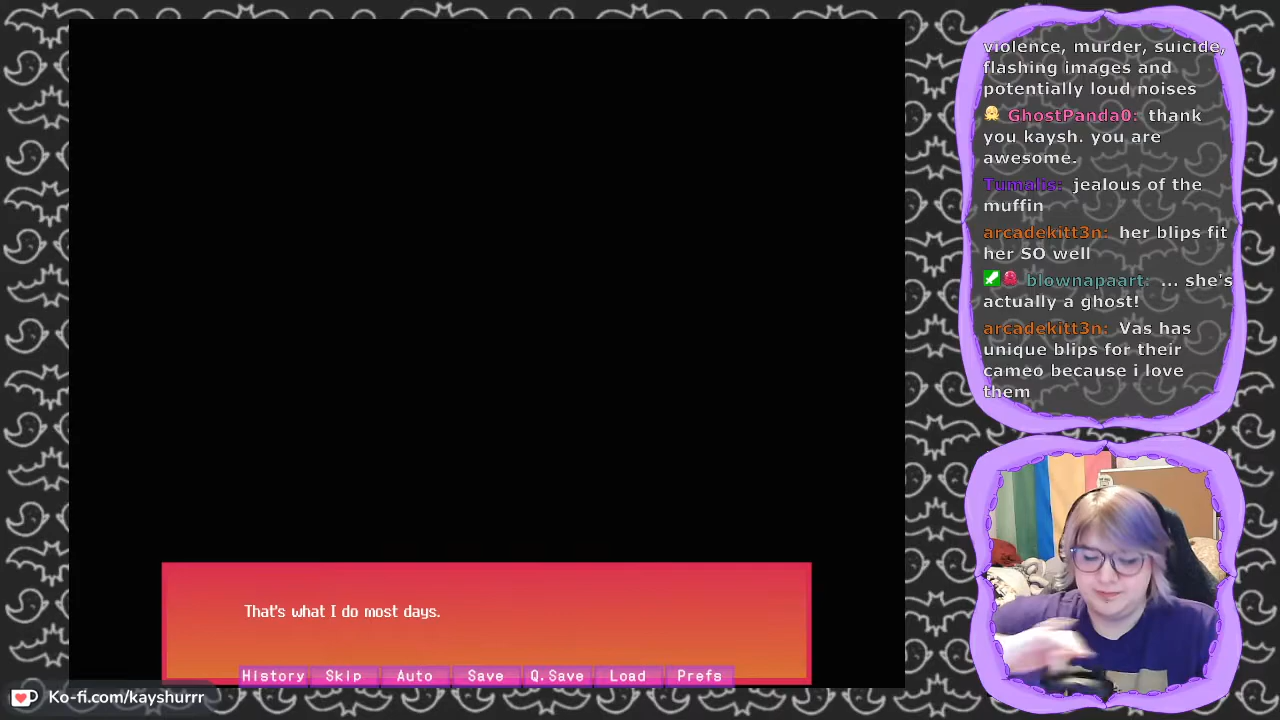 violence, murder, suicide,
flashing images and
potentially loud noises
GhostPanda0: thank
you kaysh. you are
awesome.
Tumalis: jealous of the
muffin
arcadekitt3n: her blips fit
her SO well
blownapaart: ... she's
actually a ghost!
arcadekitt3n: Vas has
unique blips for their
cameo because i love
them
That's what I do most days.
History Skip Auto Save Q.Save Load Prefs
Ko-fi.com/kayshurrr